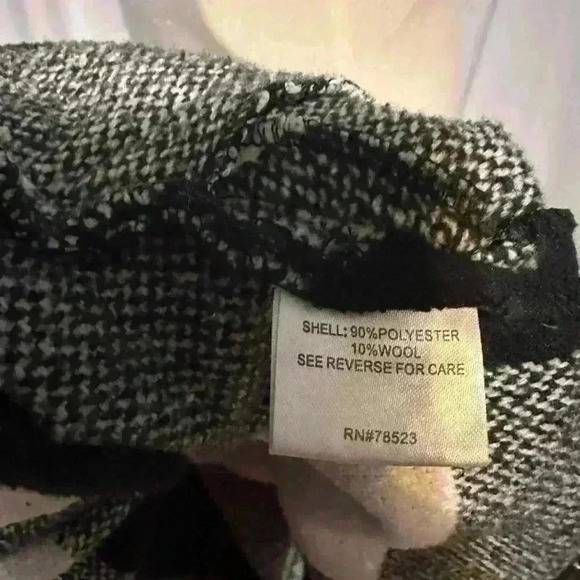 SHELL: 90%POLYESTER
10%WOOL
SEE REVERSE FOR CARE
RN#78523